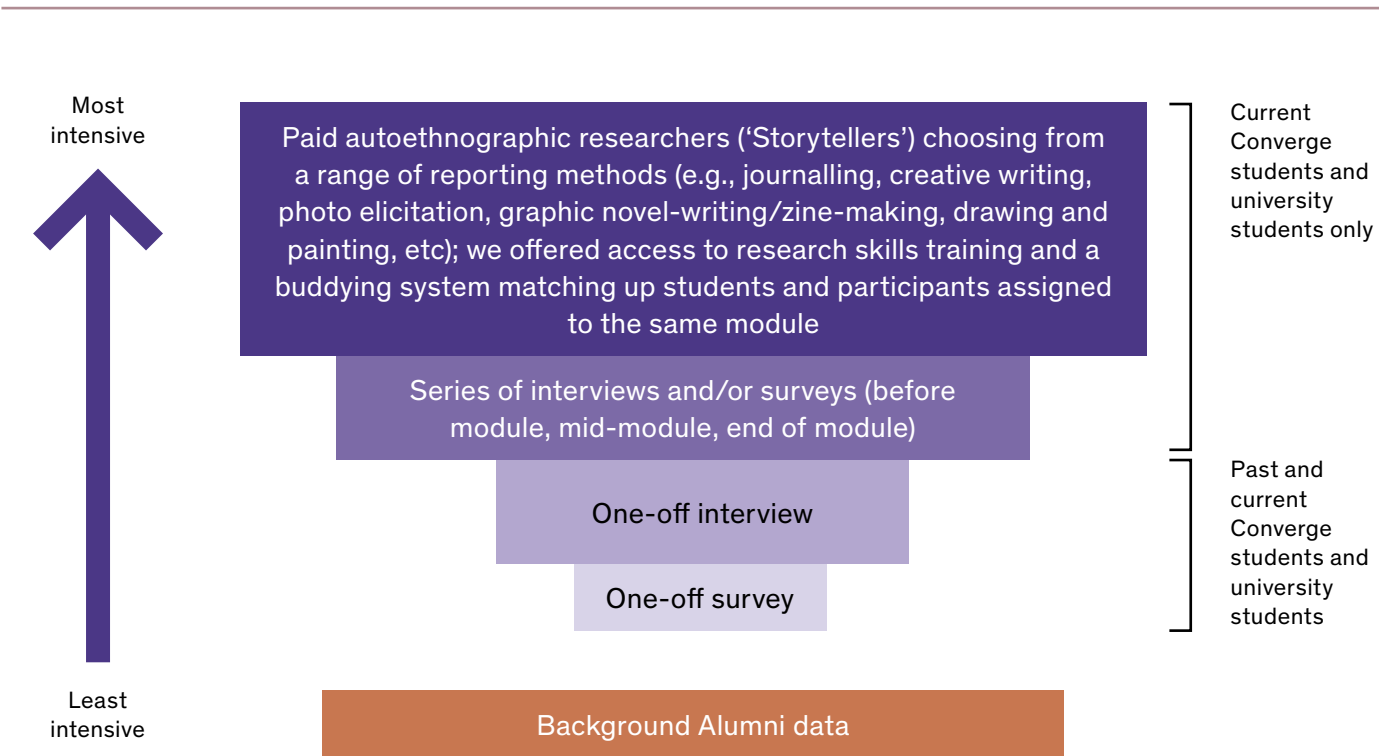 Most
intensive
Paid autoethnographic researchers (‘Storytellers’) choosing from
a range of reporting methods (e.g., journalling, creative writing,
photo elicitation, graphic novel-writing/zine-making, drawing and
painting, etc); we offered access to research skills training and a
buddying system matching up students and participants assigned
to the same module
Current
Converge
students and
university
students only
Series of interviews and/or surveys (before
module, mid-module, end of module)
One-off interview
One-off survey
Past and
current
Converge
students and
university
students
Least
intensive
Background Alumni data